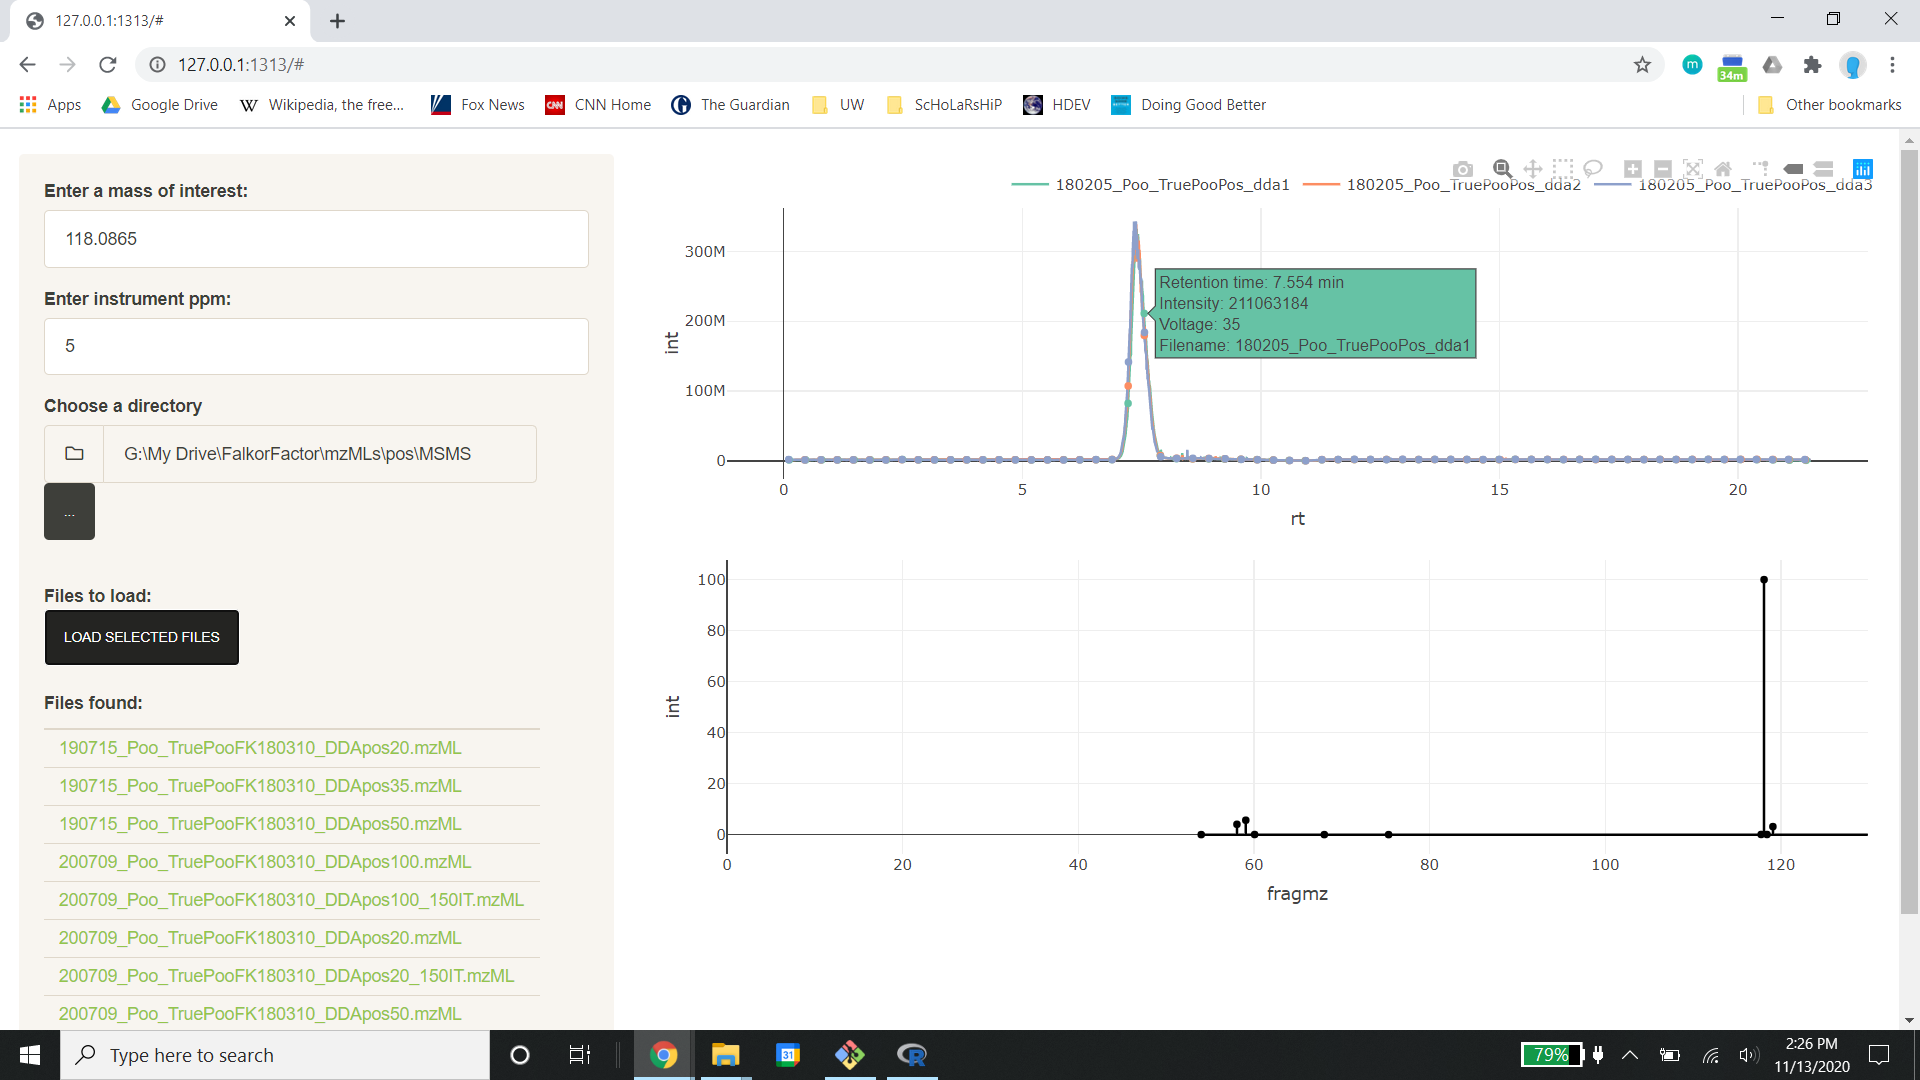 127.0.0.1:1313/#
127.0.0.1:1313/#
m
34m
Apps
Google Drive
W Wikipedia, the free...
Fox News
CNN CNN Home
The Guardian
UW
ScHoLaRsHiP
HDEV
Doing Good Better
Other bookmarks
Enter a mass of interest:
118.0865
Enter instrument ppm:
5
Choose a directory
G:\My Drive\FalkorFactor\mzMLs\pos\MSMS
...
Files to load:
LOAD SELECTED FILES
Files found:
190715_Poo_TruePooFK180310_DDApos20.mzML
190715_Poo_TruePooFK180310_DDApos35.mzML
190715_Poo_TruePooFK180310_DDApos50.mzML
200709_Poo_TruePooFK180310_DDApos100.mzML
200709_Poo_TruePooFK180310_DDApos100_150IT.mzML
200709_Poo_TruePooFK180310_DDApos20.mzML
200709_Poo_TruePooFK180310_DDApos20_150IT.mzML
200709_Poo_TruePooFK180310_DDApos50.mzML
180205_Poo_TruePooPos_dda1 180205_Poo_TruePooPos_dda2 180205_Poo_TruePooPos_dda3
300M
200M
100M
0
int
Retention time: 7.554 min
Intensity: 211063184
Voltage: 35
Filename: 180205_Poo_TruePooPos_dda1
0 5 10 15 20
rt
100
80
60
40
20
0
int
0 20 40 60 80 100 120
fragmz
Type here to search
31
79%
2:26 PM
11/13/2020